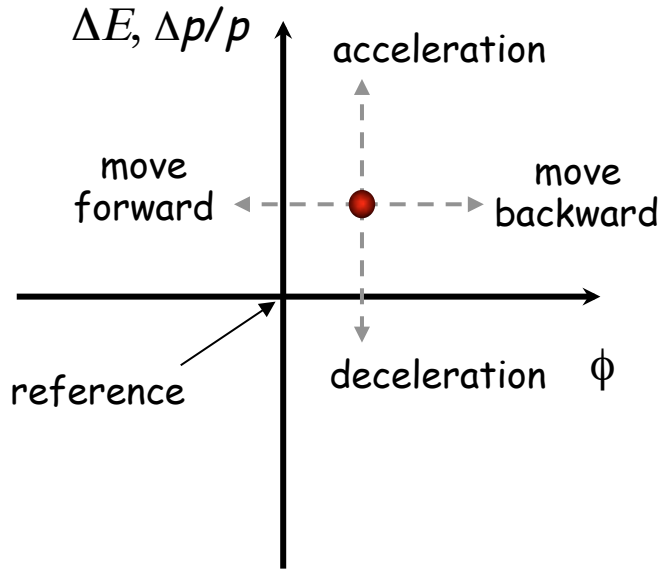 ΔE, Δp/p
acceleration
move
forward
move
backward
reference
deceleration
ϕ